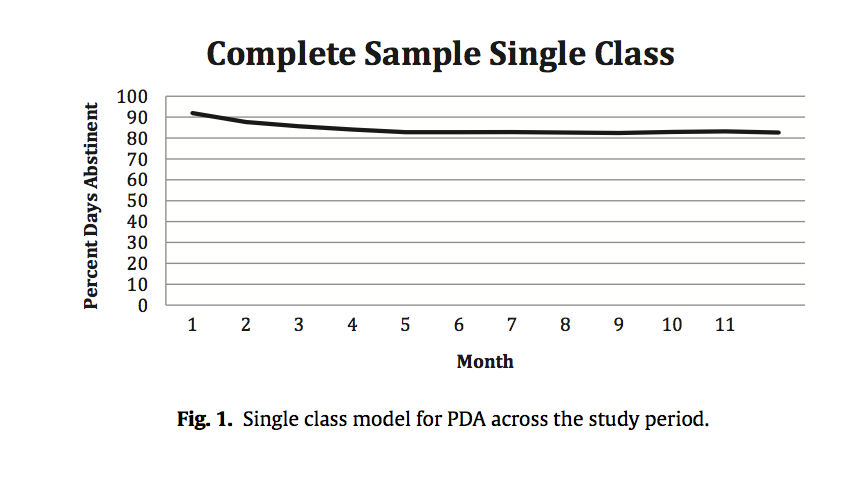 Complete Sample Single Class
Percent Days Abstinent
100
90
80
70
60
50
40
30
20
10
0
1 2 3 4 5 6 7 8 9 10 11
Month
Fig. 1. Single class model for PDA across the study period.